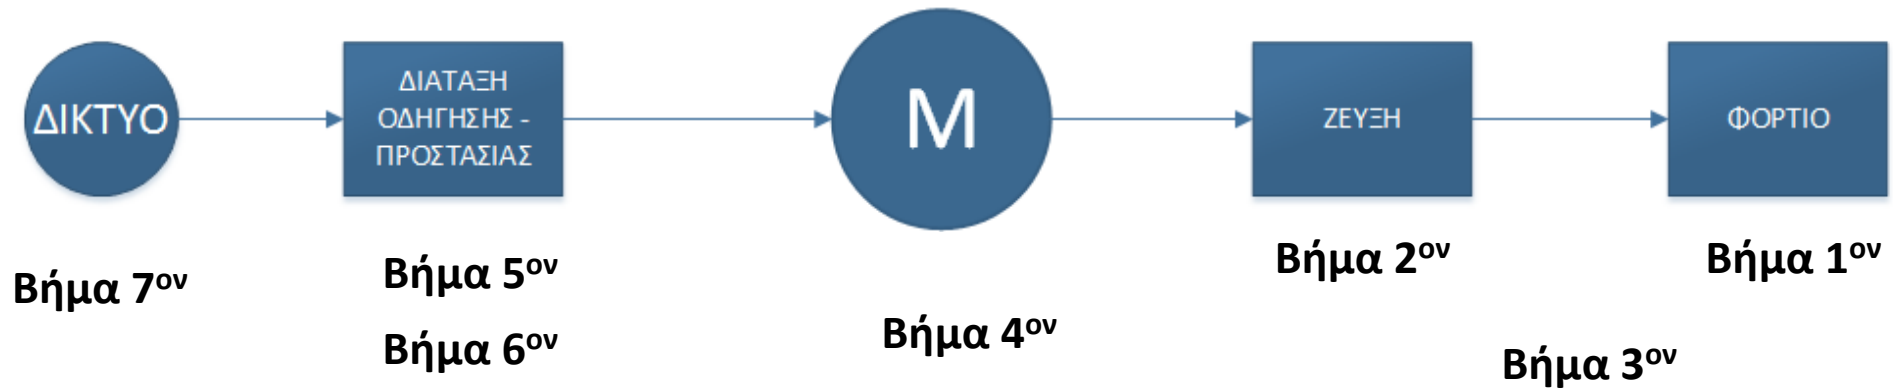 ΔΙΚΤΥΟ
ΔΙΑΤΑΞΗ
ΟΔΗΓΗΣΗΣ -
ΠΡΟΣΤΑΣΙΑΣ
Μ
ΖΕΥΞΗ
ΦΟΡΤΙΟ
Βήμα 7ον
Βήμα 5ον
Βήμα 6ον
Βήμα 4ον
Βήμα 2ον
Βήμα 1ον
Βήμα 3ον